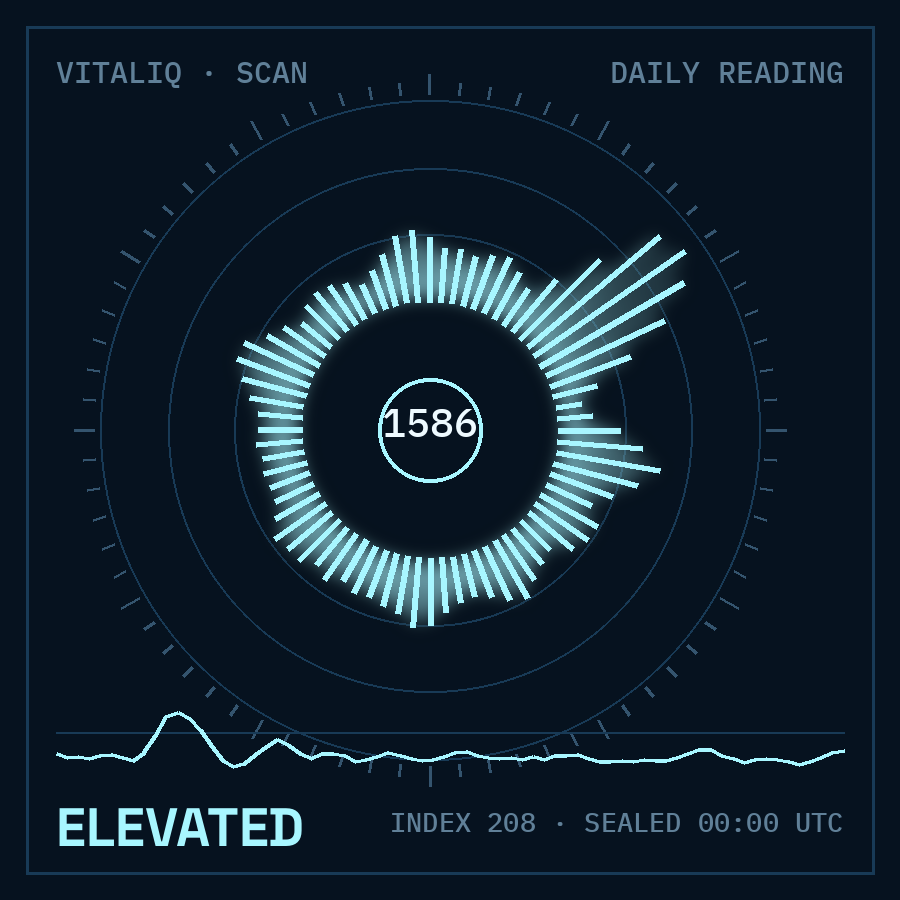 VITALIQ · SCAN
DAILY READING
1586
ELEVATED
INDEX 208 · SEALED 00:00 UTC